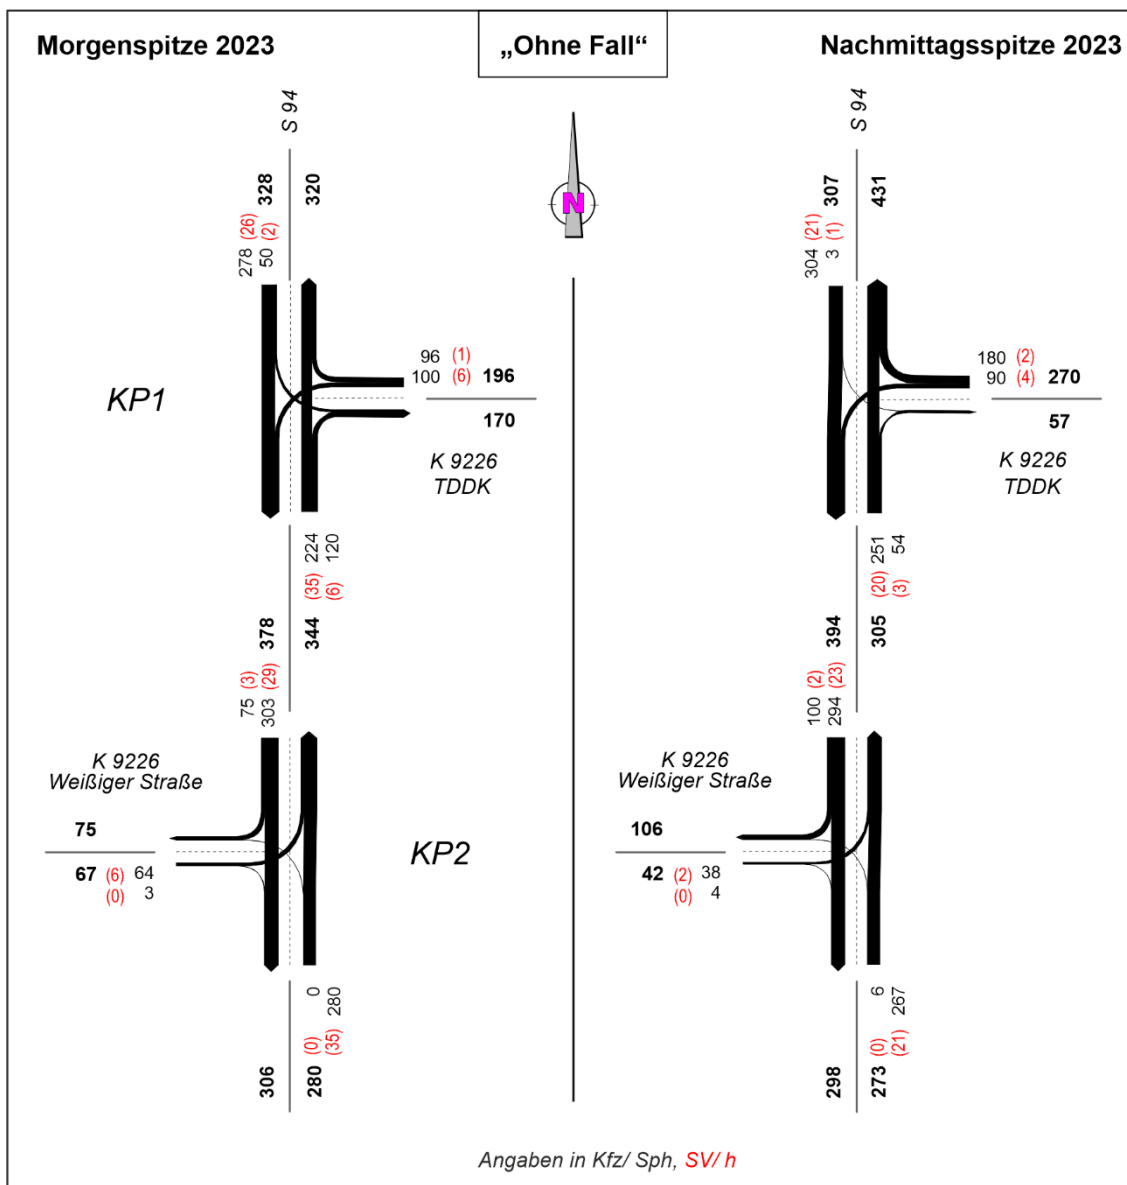 Morgenspitze 2023
„Ohne Fall“
Nachmittagsspitze 2023
S 94
328
320
278 (26)
50 (2)
KP1
96 (1)
100 (6) 196
170
K 9226
TDDK
224 (35)
120 (6)
378
344
75 (3)
303 (29)
K 9226
Weißiger Straße
75
67 (6) 64
(0) 3
KP2
0 (0)
280 (35)
306
280
N
S 94
307
431
304 (21)
3 (1)
180 (2)
90 (4) 270
57
K 9226
TDDK
251 (20)
54 (3)
394
305
100 (2)
294 (23)
K 9226
Weißiger Straße
106
42 (2) 38
(0) 4
6 (0)
267 (21)
298
273
Angaben in Kfz/ Sph, SV/ h